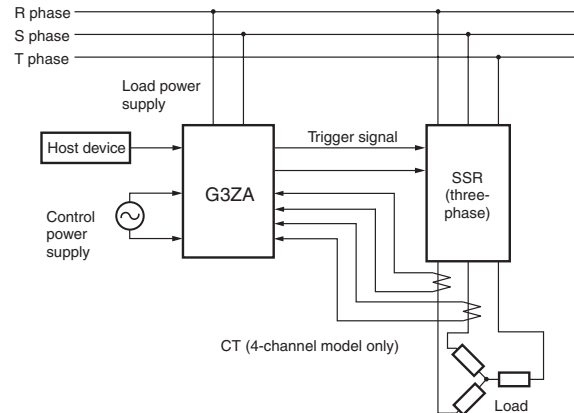 R phase
S phase
T phase
Load power
supply
Host device
Trigger signal
G3ZA
SSR
(three-
phase)
Control
power
supply
CT (4-channel model only)
Load